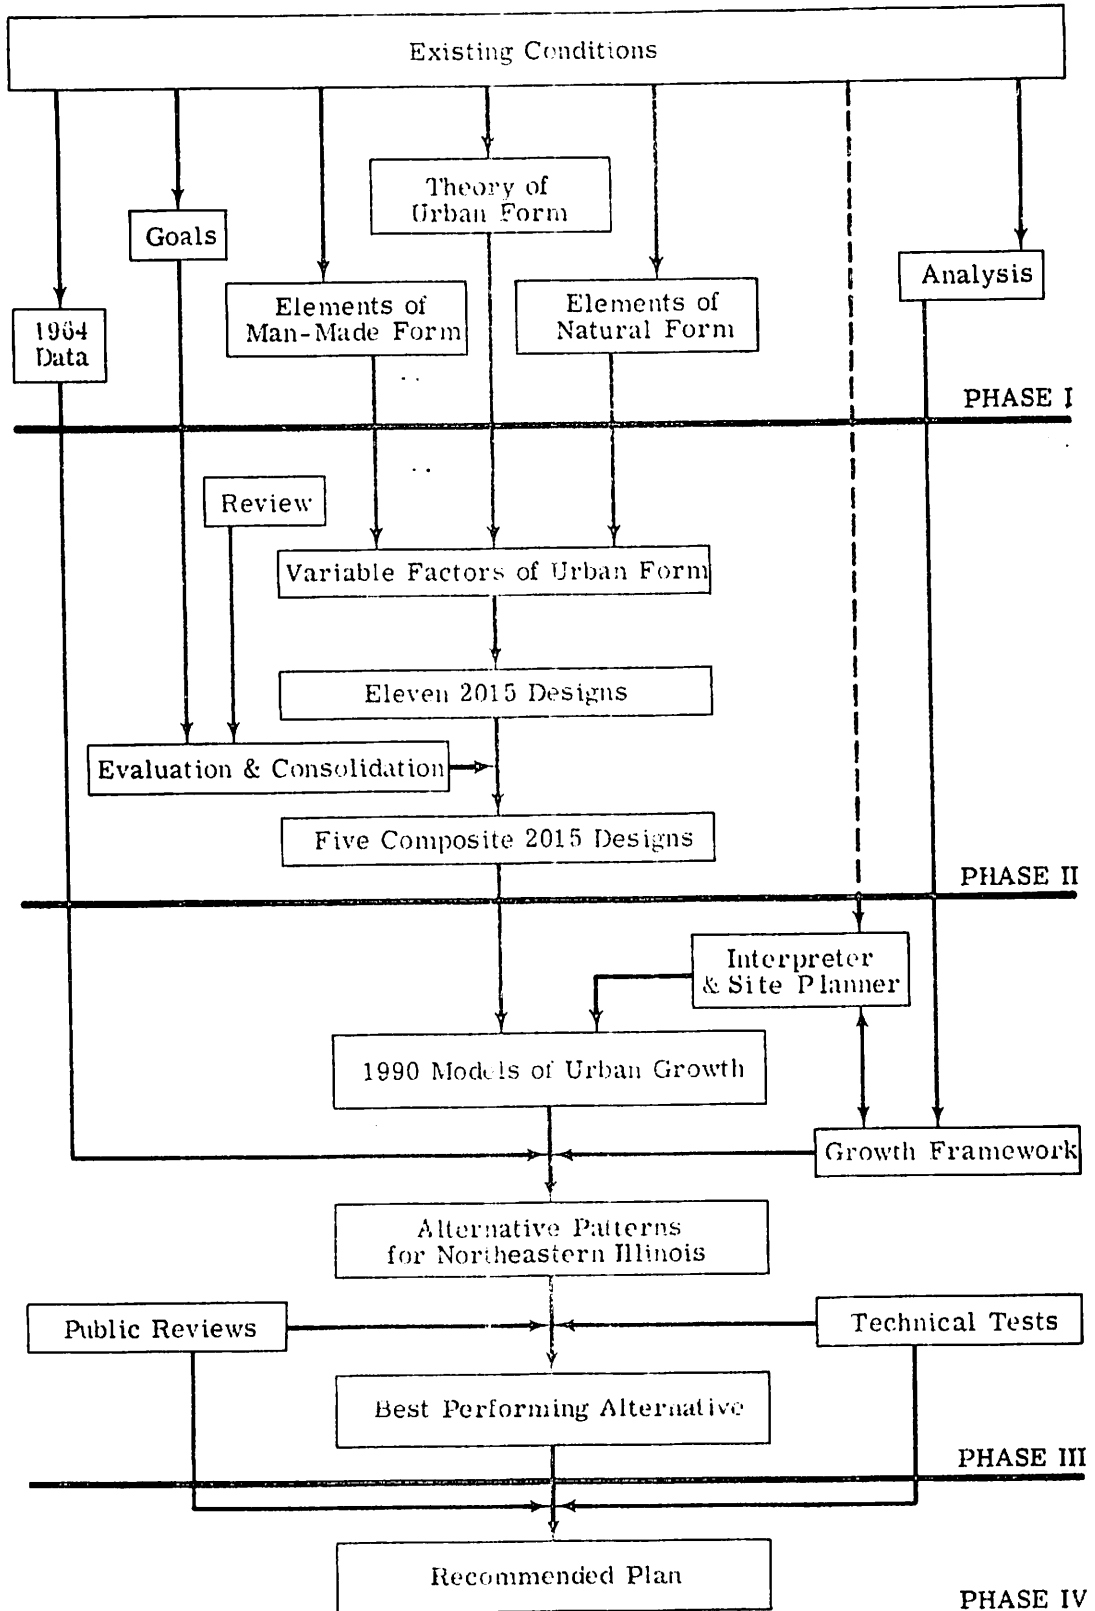 Existing Conditions
Theory of
Urban Form
Goals
Analysis
Elements of
Man-Made Form
Elements of
Natural Form
1964
Data
PHASE I
Review
Variable Factors of Urban Form
Eleven 2015 Designs
Evaluation & Consolidation
Five Composite 2015 Designs
PHASE II
Interpreter
& Site Planner
1990 Models of Urban Growth
Growth Framework
Alternative Patterns
for Northeastern Illinois
Public Reviews
Technical Tests
Best Performing Alternative
PHASE III
Recommended Plan
PHASE IV